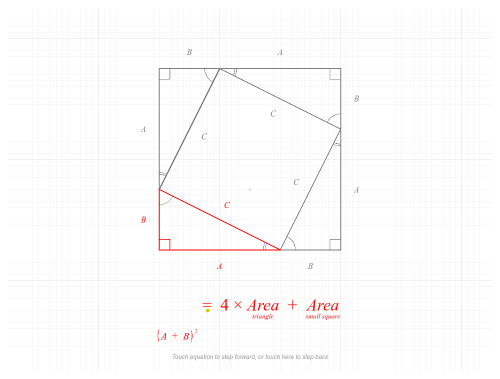 B A
B
A
C
C
C
A
B
C
A B
= 4 × Area + Area
triangle small square
(A + B)²
Touch equation to step forward, or touch here to step back